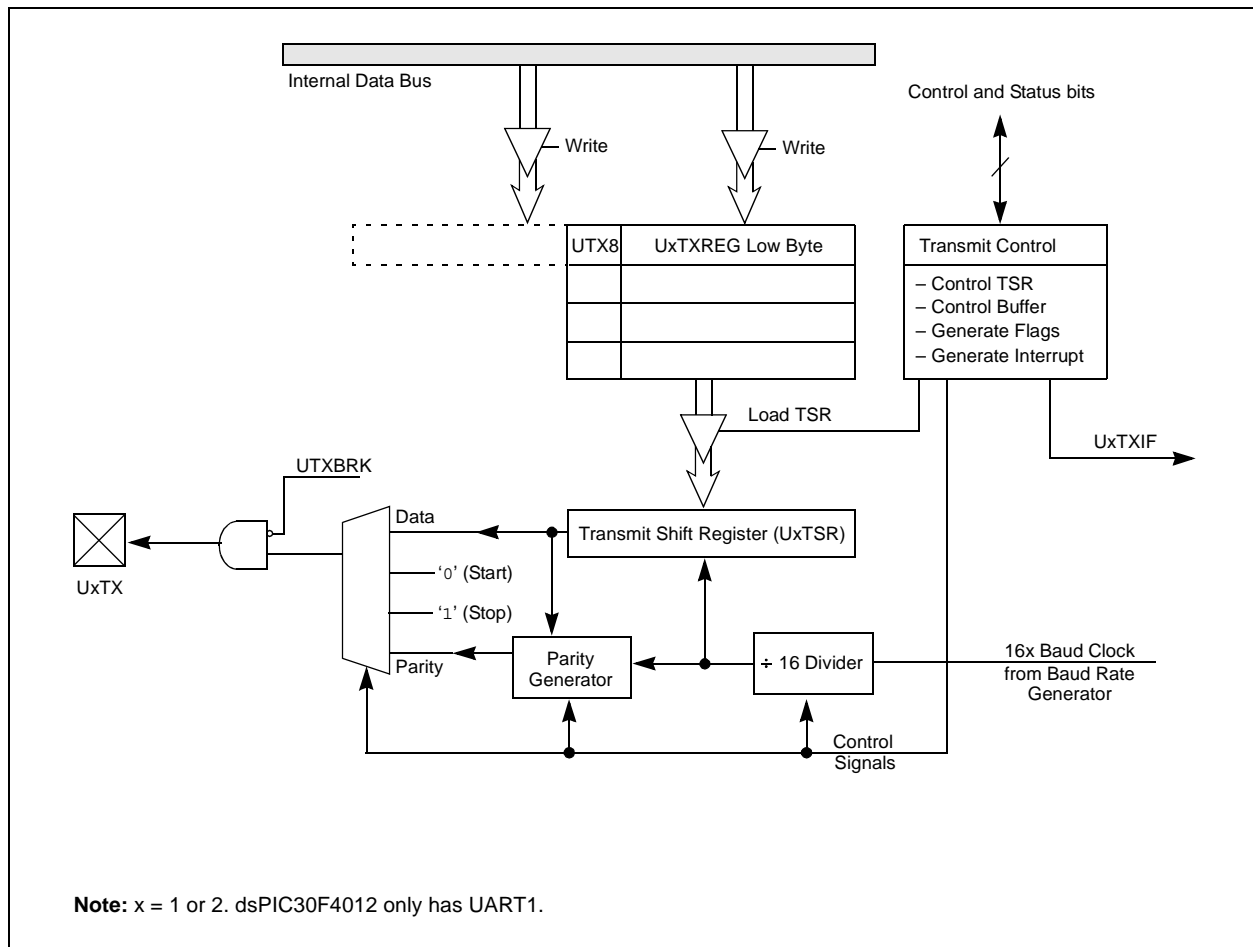 Internal Data Bus
Control and Status bits
Write
Write
UTX8
UxTXREG Low Byte
Transmit Control
– Control TSR
– Control Buffer
– Generate Flags
– Generate Interrupt
Load TSR
UxTXIF
UTXBRK
Data
Transmit Shift Register (UxTSR)
UxTX
‘0’ (Start)
‘1’ (Stop)
Parity
Parity
Generator
÷ 16 Divider
16x Baud Clock
from Baud Rate
Generator
Control
Signals
Note: x = 1 or 2. dsPIC30F4012 only has UART1.